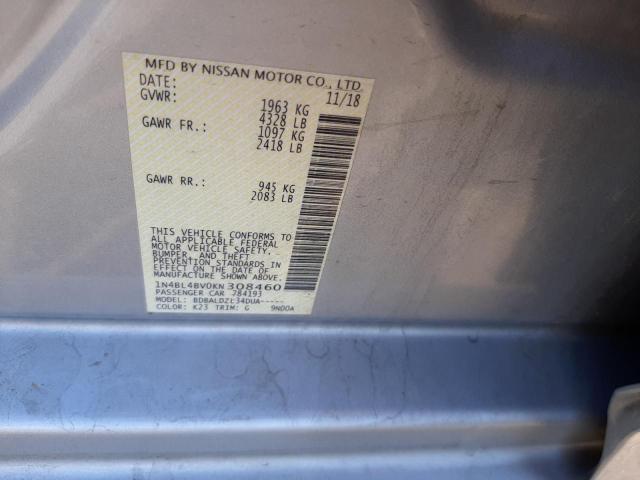 MFD BY NISSAN MOTOR CO., LTD.
DATE: 11/18
GVWR: 1963 KG
4328 LB
GAWR FR.: 1097 KG
2418 LB
GAWR RR.: 945 KG
2083 LB
THIS VEHICLE CONFORMS TO
ALL APPLICABLE FEDERAL
MOTOR VEHICLE SAFETY,
BUMPER, AND THEFT
PREVENTION STANDARDS IN
EFFECT ON THE DATE OF
MANUFACTURE SHOWN ABOVE.
1N4BL4BV0KN308460
PASSENGER CAR 784193
MODEL: BDBALDZL34DUA-----
COLOR: K23 TRIM: G 9N00A